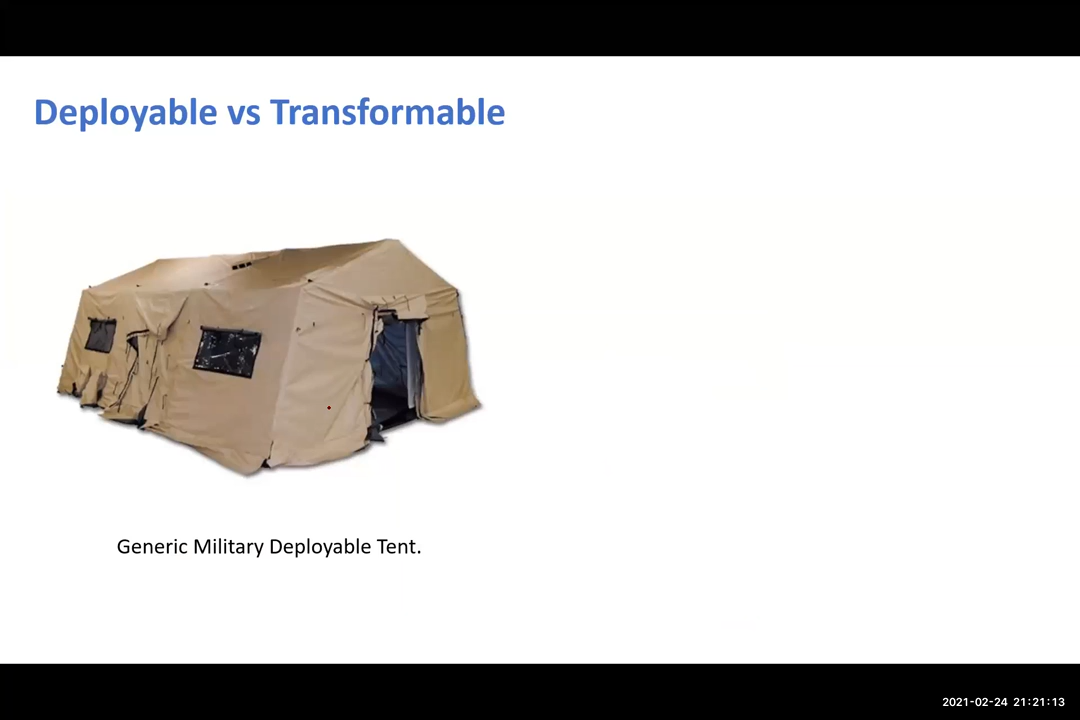 Deployable vs Transformable
Generic Military Deployable Tent.
2021-02-24 21:21:13